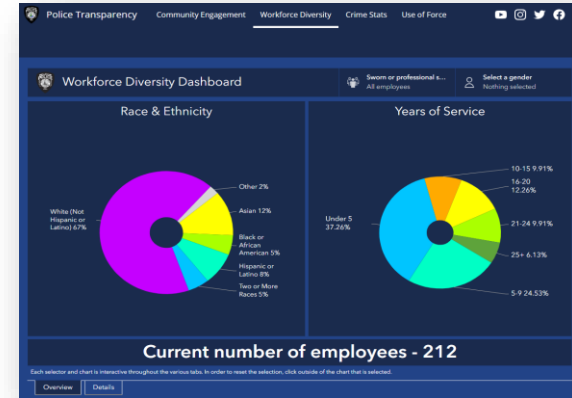 Police Transparency
Community Engagement
Workforce Diversity
Crime Stats
Use of Force
Workforce Diversity Dashboard
Sworn or professional s...
All employees
Select a gender
Nothing selected
Race & Ethnicity
Other 2%
Asian 12%
White (Not
Hispanic or
Latino) 67%
Black or
African
American 5%
Hispanic or
Latino 8%
Two or More
Races 5%
Years of Service
10-15 9.91%
16-20
12.26%
Under 5
37.26%
21-24 9.91%
25+ 6.13%
5-9 24.53%
Current number of employees - 212
Each selector and chart is interactive throughout the various tabs. In order to reset the selection, click outside of the chart that is selected.
Overview
Details